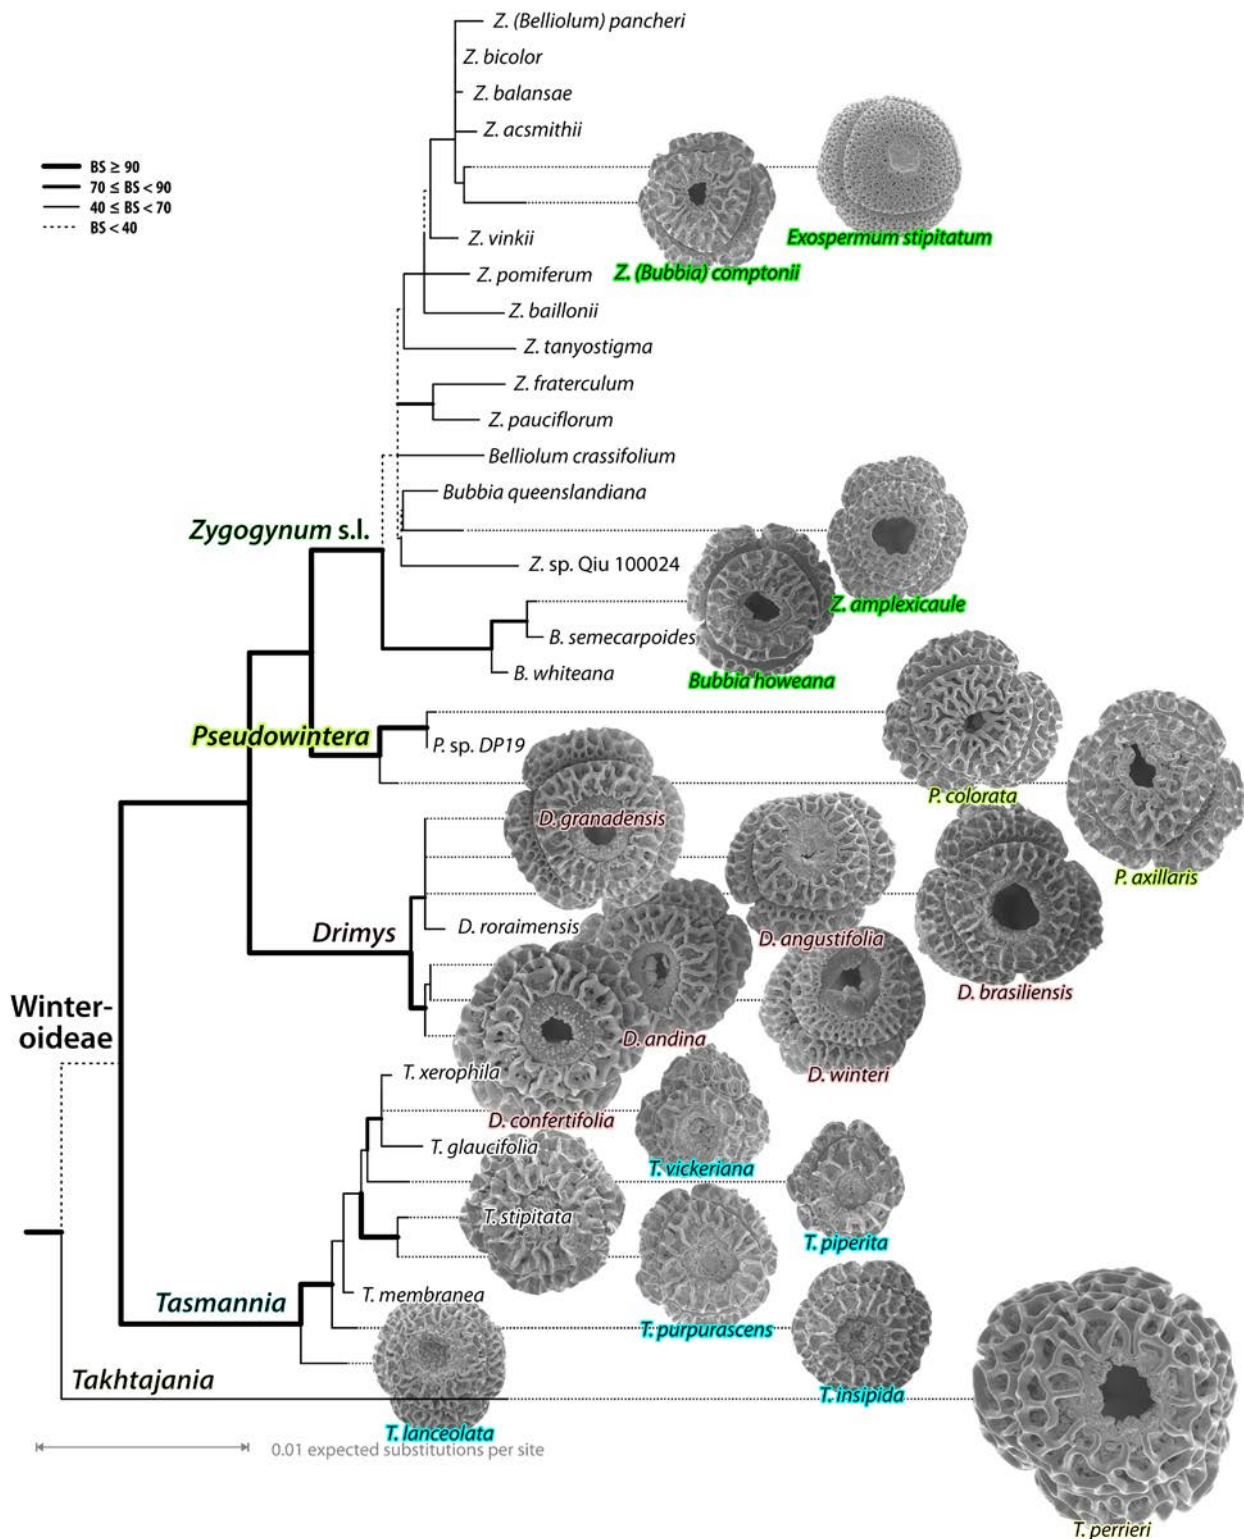 Z. (Belliolum) pancheri
Z. bicolor
Z. balansae
Z. acsmithii
BS ≥ 90
70 ≤ BS < 90
40 ≤ BS < 70
BS < 40
Z. vinkii
Exospermum stipitatum
Z. (Bubbia) comptonii
Z. pomiferum
Z. baillonii
Z. tanyostigma
Z. fraterculum
Z. pauciflorum
Belliolum crassifolium
Bubbia queenslandiana
Zygogynum s.l.
Z. sp. Qiu 100024
Z. amplexicaule
B. semecarpoides
B. whiteana
Bubbia howeana
Pseudowintera
P. sp. DP19
P. colorata
D. granadensis
P. axillaris
D. roraimensis
Drimys
D. angustifolia
D. brasiliensis
Winter-
oideae
D. andina
D. winteri
T. xerophila
D. confertifolia
T. glaucifolia
T. vickeriana
T. stipitata
T. piperita
T. membranea
Tasmannia
T. purpurascens
Takhtajania
T. insipida
T. lanceolata
0.01 expected substitutions per site
T. perrieri